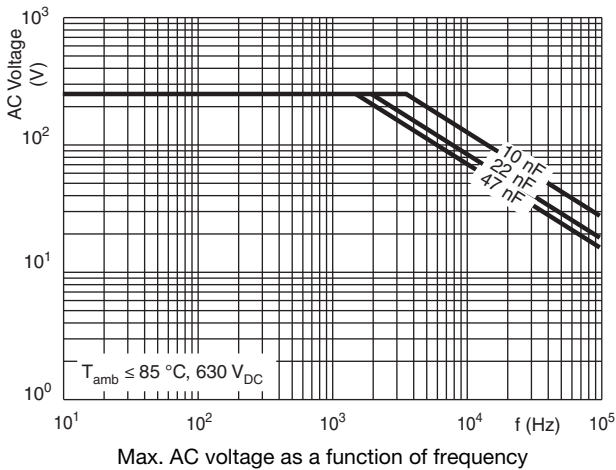 10³
AC Voltage
(V)
10²
10¹
10⁰
10 nF
22 nF
47 nF
T_amb ≤ 85 °C, 630 V_DC
10¹ 10² 10³ 10⁴ f (Hz) 10⁵
Max. AC voltage as a function of frequency